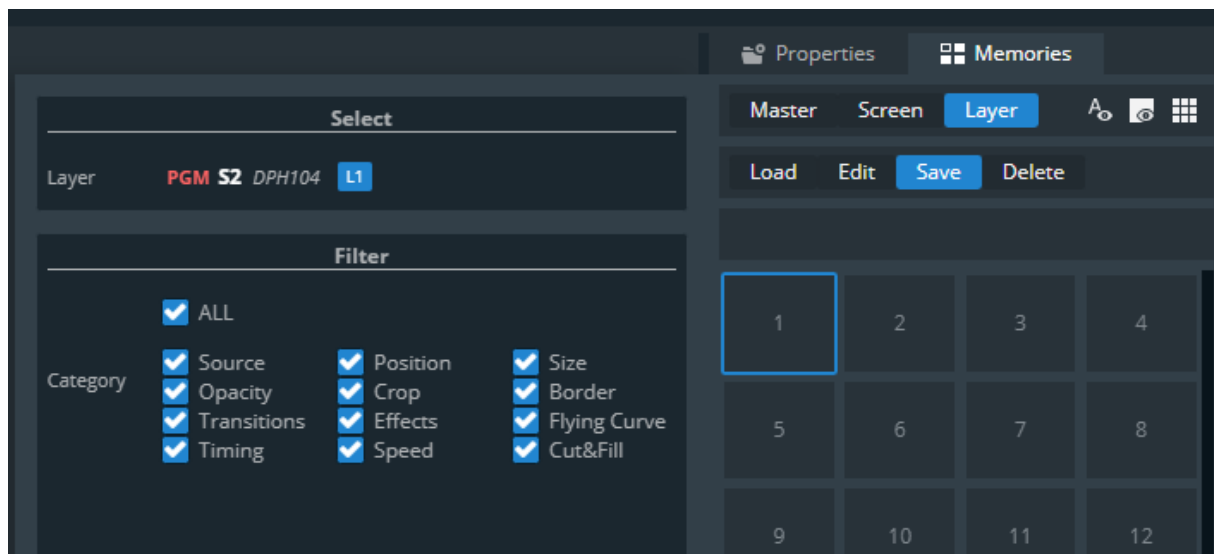 Properties Memories
Select
Master Screen Layer A
Layer PGM S2 DPH104 L1
Load Edit Save Delete
Filter
ALL
Category
Source Position Size
Opacity Crop Border
Transitions Effects Flying Curve
Timing Speed Cut&Fill
1 2 3 4
5 6 7 8
9 10 11 12